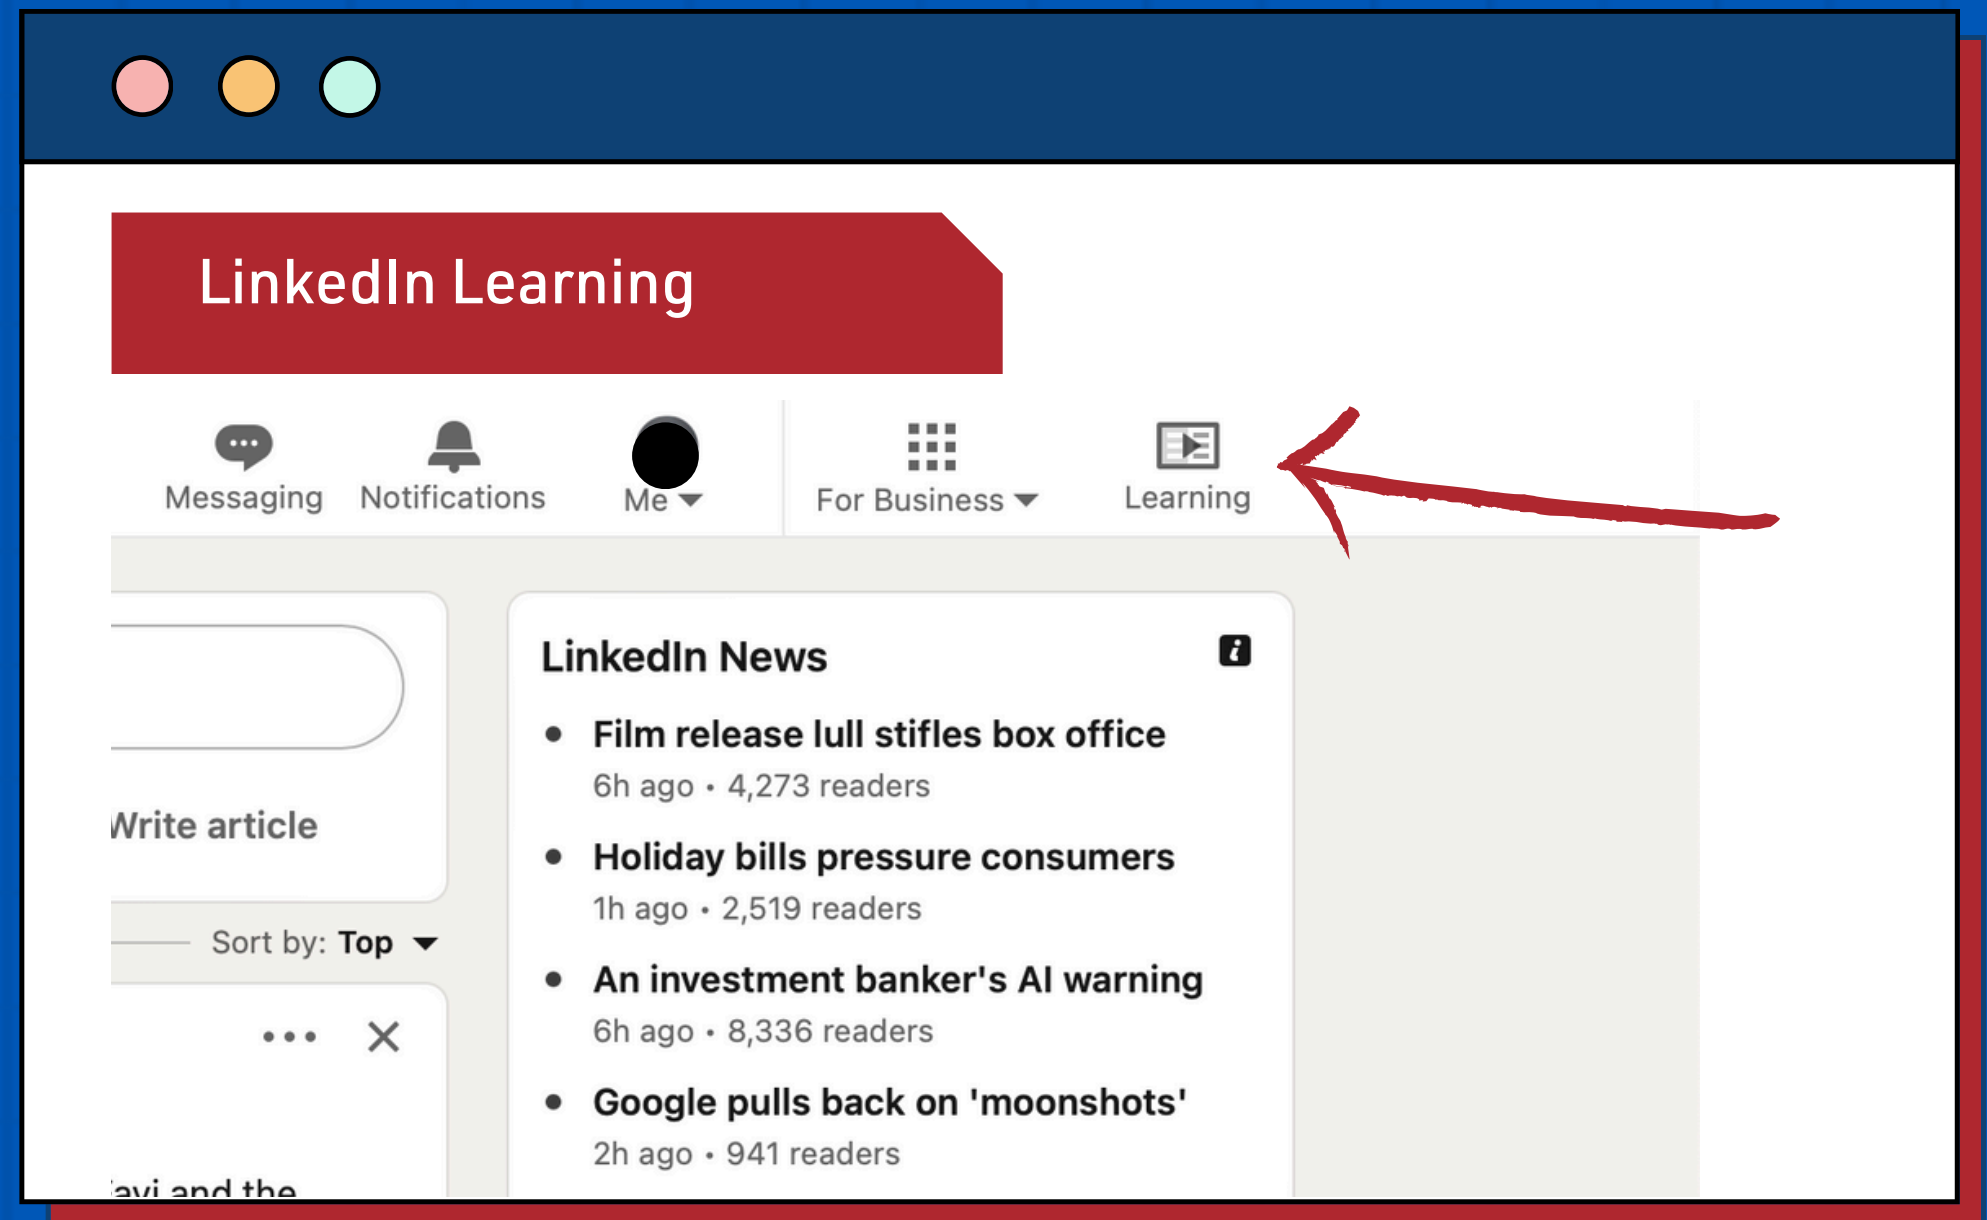 LinkedIn Learning
Messaging Notifications Me For Business Learning
LinkedIn News
Film release lull stifles box office
6h ago • 4,273 readers
Write article
Holiday bills pressure consumers
1h ago • 2,519 readers
Sort by: Top
An investment banker's AI warning
6h ago • 8,336 readers
Google pulls back on 'moonshots'
2h ago • 941 readers
and the